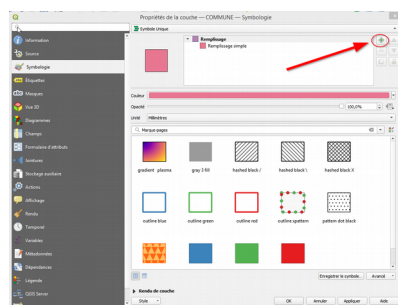 Propriétés de la couche — COMMUNE — Symbologie
Information
Source
Symbologie
Étiquettes
Masques
Vue 3D
Diagrammes
Champs
Formulaire d'attributs
Jointures
Stockage auxiliaire
Actions
Affichage
Rendu
Temporel
Variables
Métadonnées
Dépendances
Légende
QGIS Server
Symbole Unique
Remplissage
Remplissage simple
Couleur
Opacité 100,0%
Unité Millimètres
Marque-pages
gradient plasma gray 3 fill hashed black / hashed black \ hashed black X
outline blue outline green outline red outline xpattern pattern dot black
Enregistrer le symbole… Avancé
Rendu de couche
Style OK Annuler Appliquer Aide